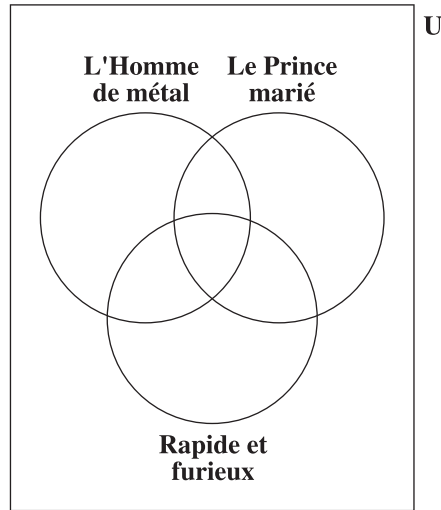 U
L'Homme
de métal
Le Prince
marié
Rapide et
furieux